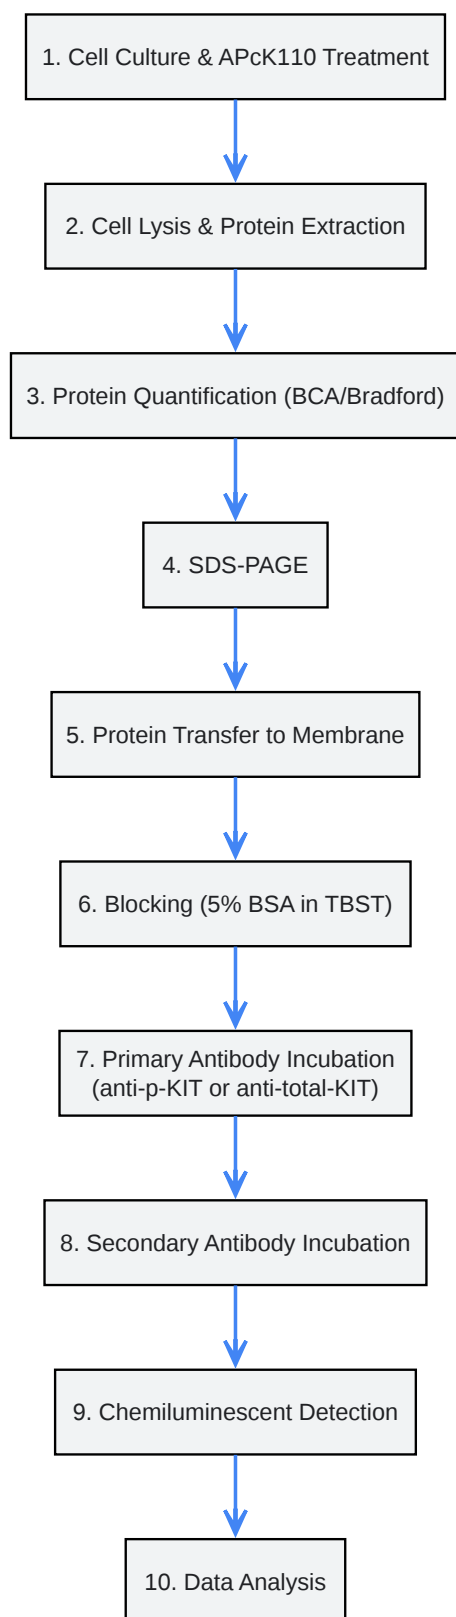 1. Cell Culture & APcK110 Treatment
2. Cell Lysis & Protein Extraction
3. Protein Quantification (BCA/Bradford)
4. SDS-PAGE
5. Protein Transfer to Membrane
6. Blocking (5% BSA in TBST)
7. Primary Antibody Incubation
(anti-p-KIT or anti-total-KIT)
8. Secondary Antibody Incubation
9. Chemiluminescent Detection
10. Data Analysis